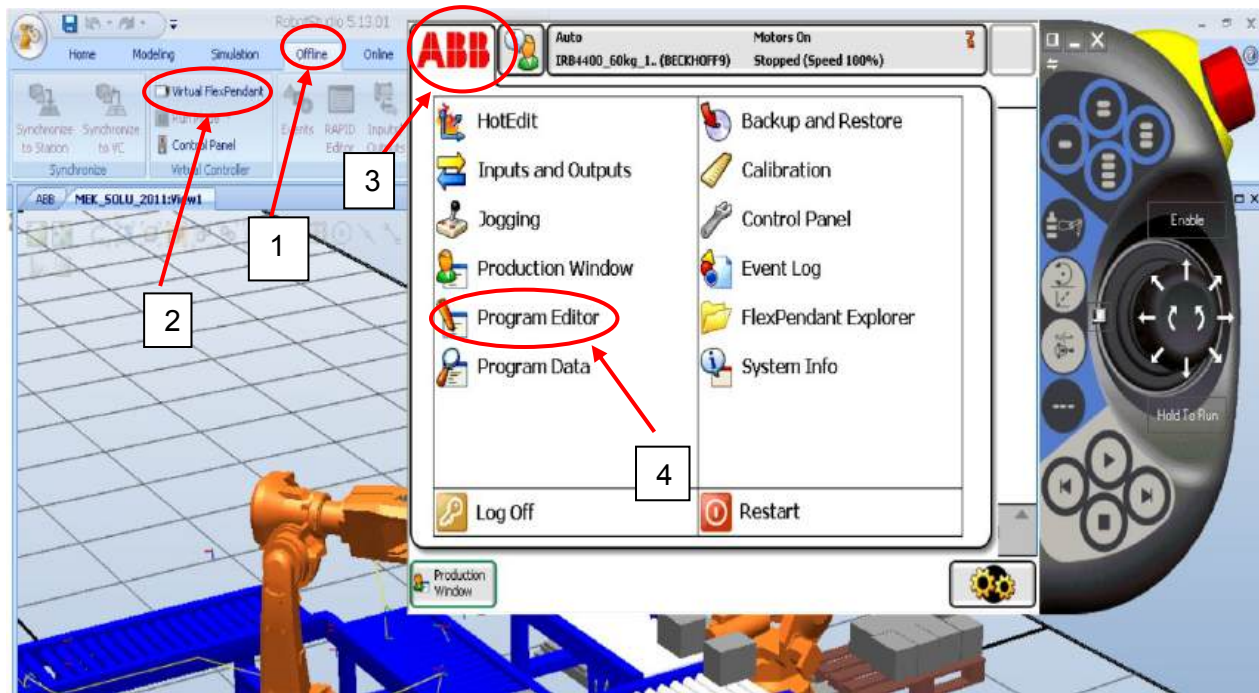 RobotStudio 5.13.01
Home Modeling Simulation Offline Online
Virtual FlexPendant
Synchronize to Station
Synchronize to VC
Control Panel
Events
RAPID Editor
Synchronize
Virtual Controller
ABB MEK_SOLU_2011:View1
1
2
3
4
ABB
Auto
IRB4400_60kg_1.. (BECKHOFF9)
Motors On
Stopped (Speed 100%)
HotEdit
Inputs and Outputs
Jogging
Production Window
Program Editor
Program Data
Log Off
Backup and Restore
Calibration
Control Panel
Event Log
FlexPendant Explorer
System Info
Restart
Production
Window
Enable
Hold To Run